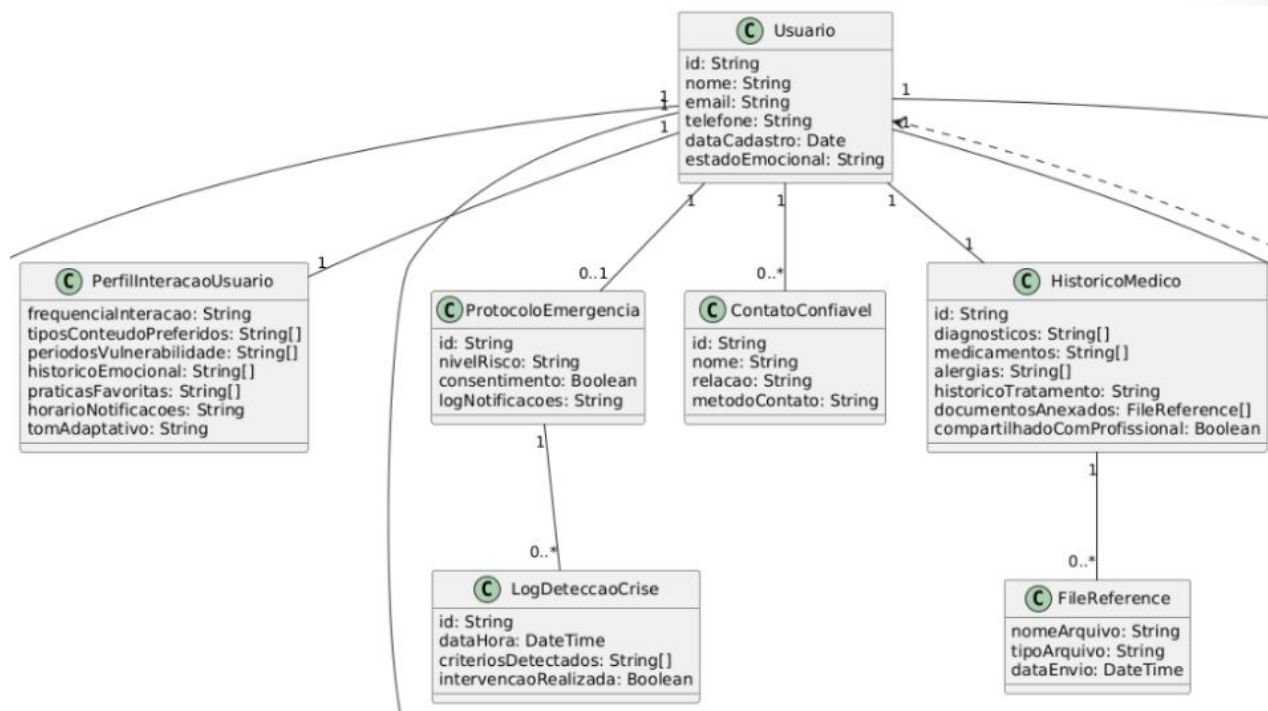 C Usuario
id: String
nome: String
email: String
telefone: String
dataCadastro: Date
estadoEmocional: String
1
1
1
1
1
1
1
1
1
0..1
0..*
1
C PerfilInteracaoUsuario
frequenciaInteracao: String
tiposConteudoPreferidos: String[]
periodosVulnerabilidade: String[]
historicoEmocional: String[]
praticasFavoritas: String[]
horarioNotificacoes: String
tomAdaptativo: String
C ProtocoloEmergencia
id: String
nivelRisco: String
consentimento: Boolean
logNotificacoes: String
C ContatoConfiavel
id: String
nome: String
relacao: String
metodoContato: String
C HistoricoMedico
id: String
diagnosticos: String[]
medicamentos: String[]
alergias: String[]
historicoTratamento: String
documentosAnexados: FileReference[]
compartilhadoComProfissional: Boolean
1
0..*
1
0..*
C LogDeteccaoCrise
id: String
dataHora: DateTime
criteriosDetectados: String[]
intervencaoRealizada: Boolean
C FileReference
nomeArquivo: String
tipoArquivo: String
dataEnvio: DateTime